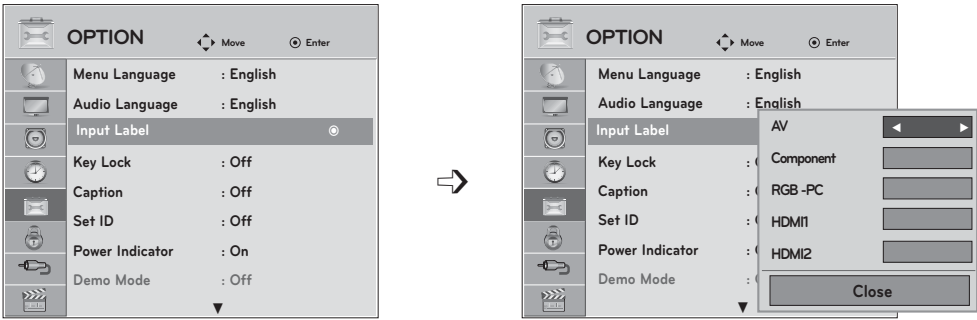 OPTION Move Enter
Menu Language : English
Audio Language : English
Input Label
Key Lock : Off
Caption : Off
Set ID : Off
Power Indicator : On
Demo Mode : Off
OPTION Move Enter
Menu Language : English
Audio Language : English
Input Label
Key Lock :
Caption :
Set ID :
Power Indicator :
Demo Mode :
AV
Component
RGB -PC
HDMI1
HDMI2
Close